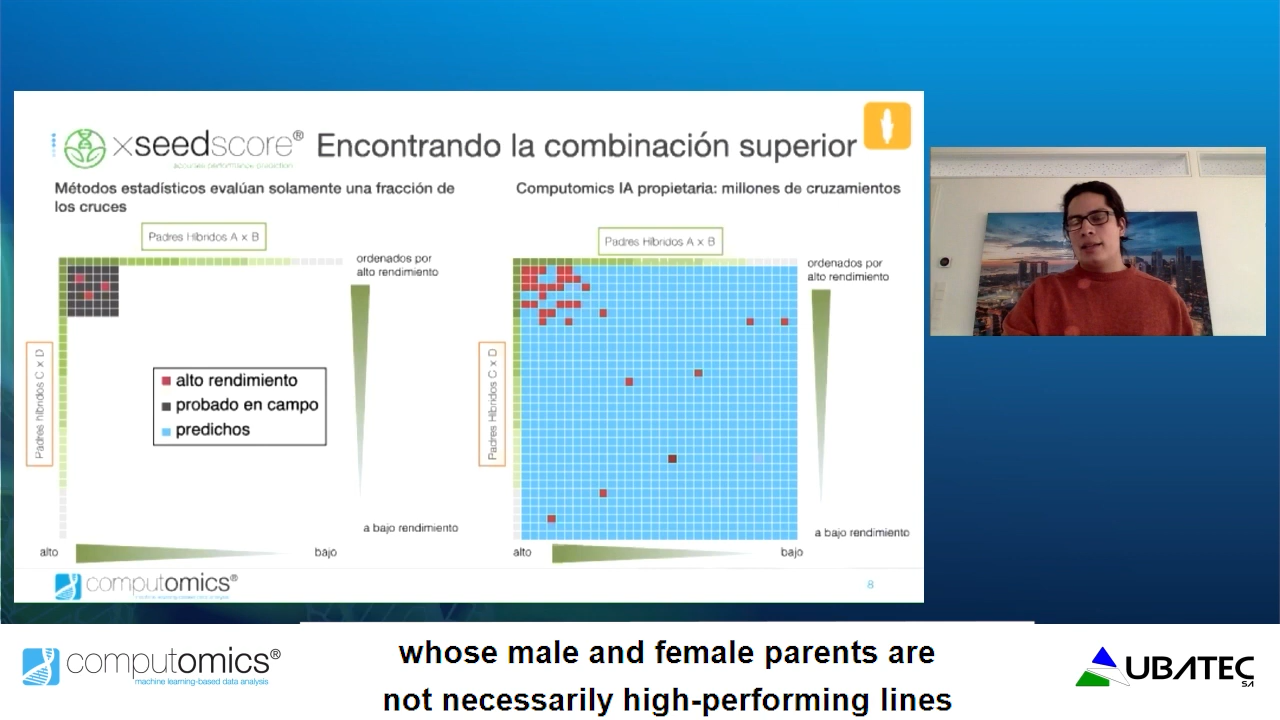 xseedscore®
accurate performance prediction
Encontrando la combinación superior
Métodos estadísticos evalúan solamente una fracción de
los cruces
Padres Híbridos A x B
ordenados por
alto rendimiento
Padres híbridos C x D
alto rendimiento
probado en campo
predichos
a bajo rendimiento
alto
bajo
Computomics IA propietaria: millones de cruzamientos
Padres Híbridos A x B
ordenados por
alto rendimiento
Padres Híbridos C x D
a bajo rendimiento
alto
bajo
computomics®
8
computomics®
machine learning-based data analysis
whose male and female parents are
not necessarily high-performing lines
UBATEC
SA